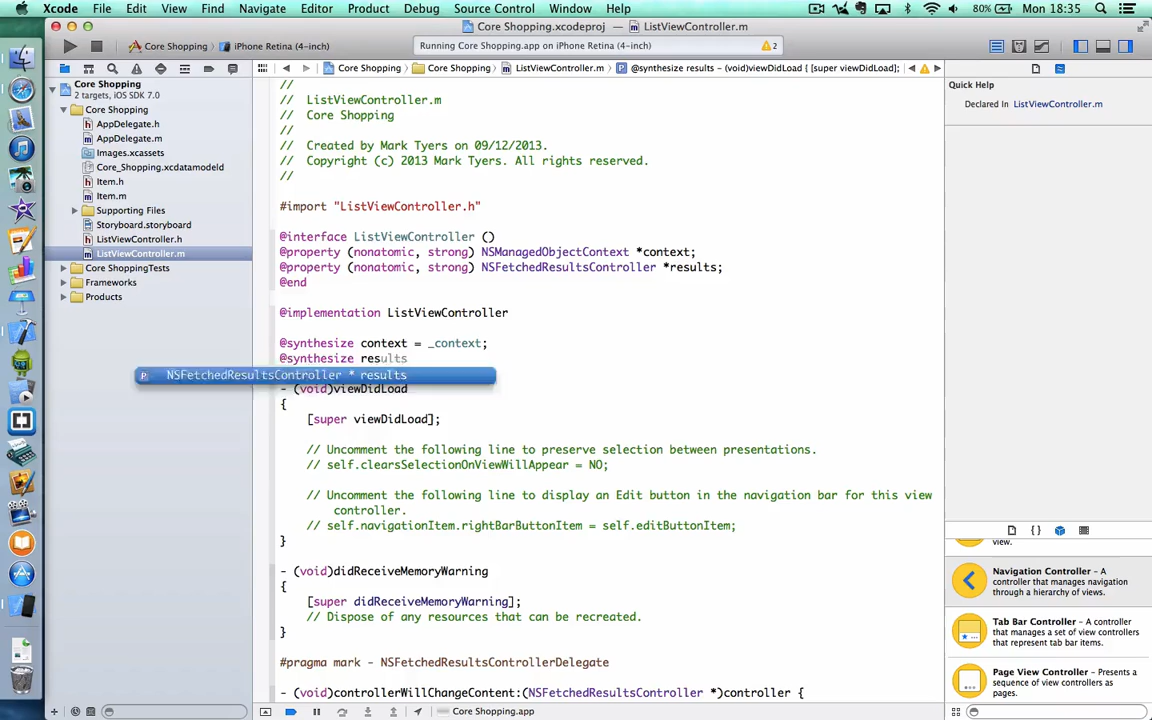 Xcode File Edit View Find Navigate Editor Product Debug Source Control Window Help 80% Mon 18:35
Core Shopping.xcodeproj — ListViewController.m
Core Shopping iPhone Retina (4-inch) Running Core Shopping.app on iPhone Retina (4-inch) 2
Core Shopping Core Shopping ListViewController.m @synthesize results - (void)viewDidLoad { [super viewDidLoad];
Core Shopping
2 targets, iOS SDK 7.0
Core Shopping
AppDelegate.h
AppDelegate.m
Images.xcassets
Core_Shopping.xcdatamodeld
Item.h
Item.m
Supporting Files
Storyboard.storyboard
ListViewController.h
ListViewController.m
Core ShoppingTests
Frameworks
Products
//
// ListViewController.m
// Core Shopping
//
// Created by Mark Tyers on 09/12/2013.
// Copyright (c) 2013 Mark Tyers. All rights reserved.
//
#import "ListViewController.h"
@interface ListViewController ()
@property (nonatomic, strong) NSManagedObjectContext *context;
@property (nonatomic, strong) NSFetchedResultsController *results;
@end
@implementation ListViewController
@synthesize context = _context;
@synthesize results
P NSFetchedResultsController * results
- (void)viewDidLoad
{
[super viewDidLoad];
// Uncomment the following line to preserve selection between presentations.
// self.clearsSelectionOnViewWillAppear = NO;
// Uncomment the following line to display an Edit button in the navigation bar for this view
controller.
// self.navigationItem.rightBarButtonItem = self.editButtonItem;
}
- (void)didReceiveMemoryWarning
{
[super didReceiveMemoryWarning];
// Dispose of any resources that can be recreated.
}
#pragma mark - NSFetchedResultsControllerDelegate
- (void)controllerWillChangeContent:(NSFetchedResultsController *)controller {
Core Shopping.app
Quick Help
Declared In ListViewController.m
{ }
view.
Navigation Controller - A
controller that manages navigation
through a hierarchy of views.
Tab Bar Controller - A controller
that manages a set of view controllers
that represent tab bar items.
Page View Controller - Presents a
sequence of view controllers as
pages.